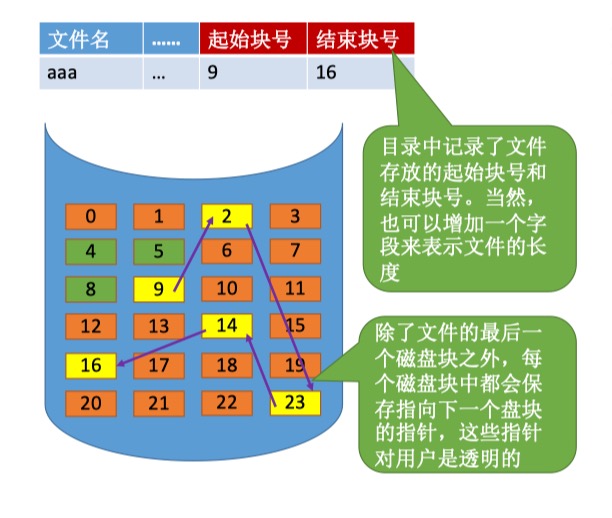 文件名 …… 起始块号 结束块号
aaa … 9 16
目录中记录了文件
存放的起始块号和
结束块号。当然，
也可以增加一个字
段来表示文件的长
度
0 1 2 3
4 5 6 7
8 9 10 11
12 13 14 15
16 17 18 19
20 21 22 23
除了文件的最后一
个磁盘块之外，每
个磁盘块中都会保
存指向下一个盘块
的指针，这些指针
对用户是透明的